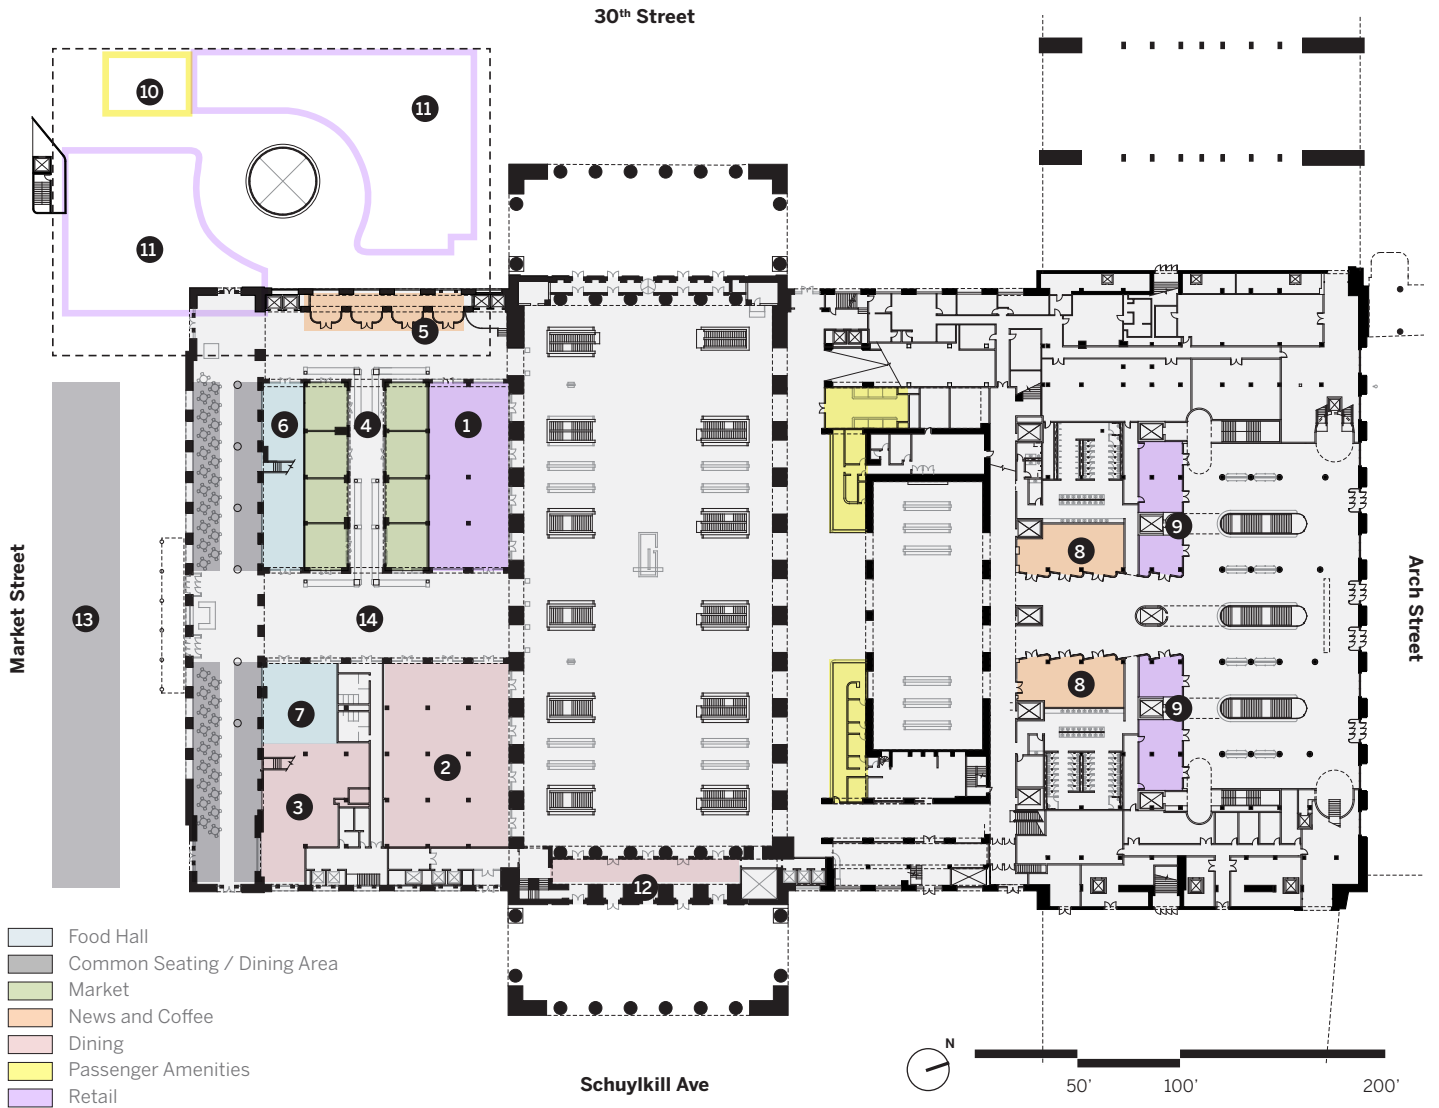 30th Street
10
11
11
5
6
4
1
9
8
Market Street
13
14
Arch Street
8
7
9
2
3
12
Food Hall
Common Seating / Dining Area
Market
News and Coffee
Dining
Passenger Amenities
Retail
Schuylkill Ave
N
50'
100'
200'